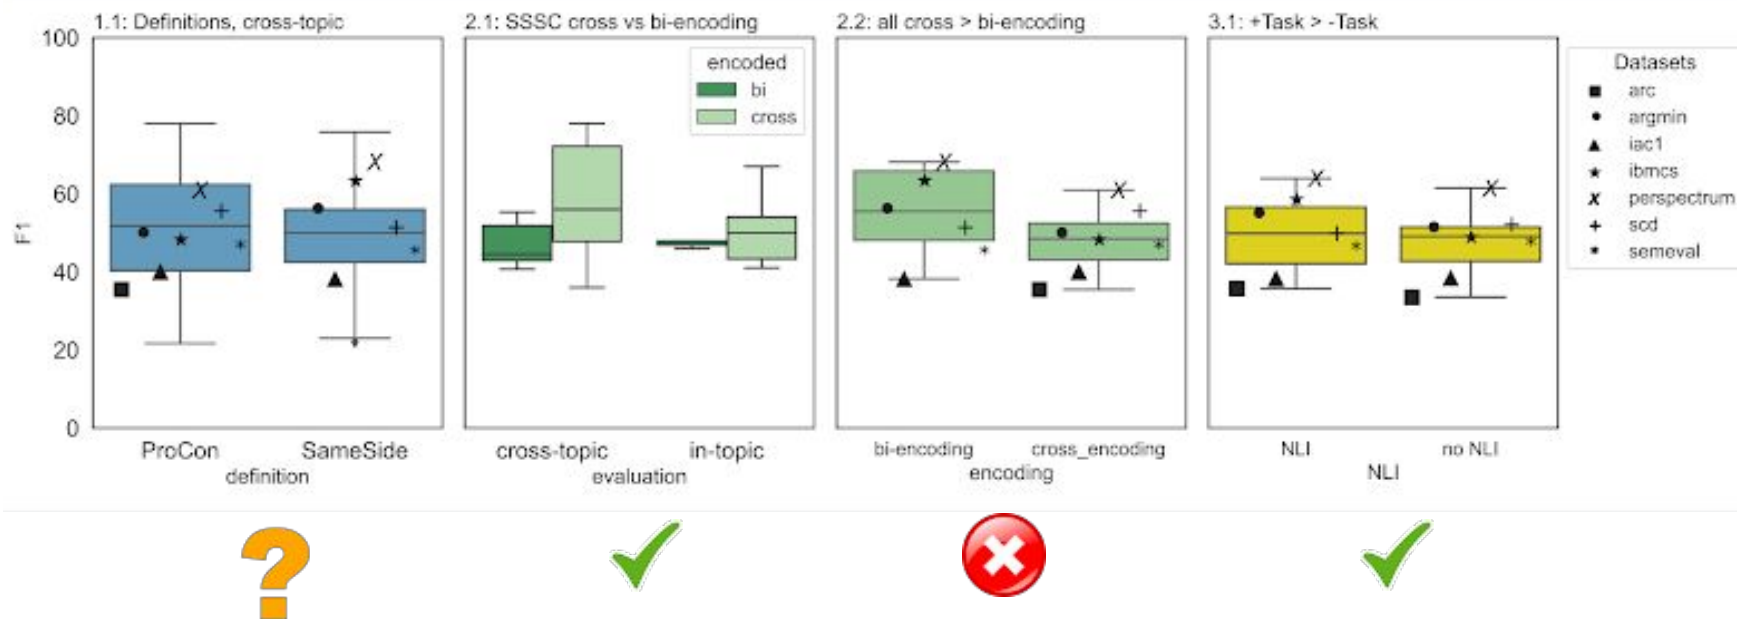 1.1: Definitions, cross-topic
2.1: SSSC cross vs bi-encoding
2.2: all cross > bi-encoding
3.1: +Task > -Task
100
80
60
40
20
0
F1
encoded
bi
cross
Datasets
arc
argmin
iac1
ibmcs
perspectrum
scd
semeval
ProCon
SameSide
definition
cross-topic
in-topic
evaluation
bi-encoding
cross_encoding
encoding
NLI
no NLI
NLI
?